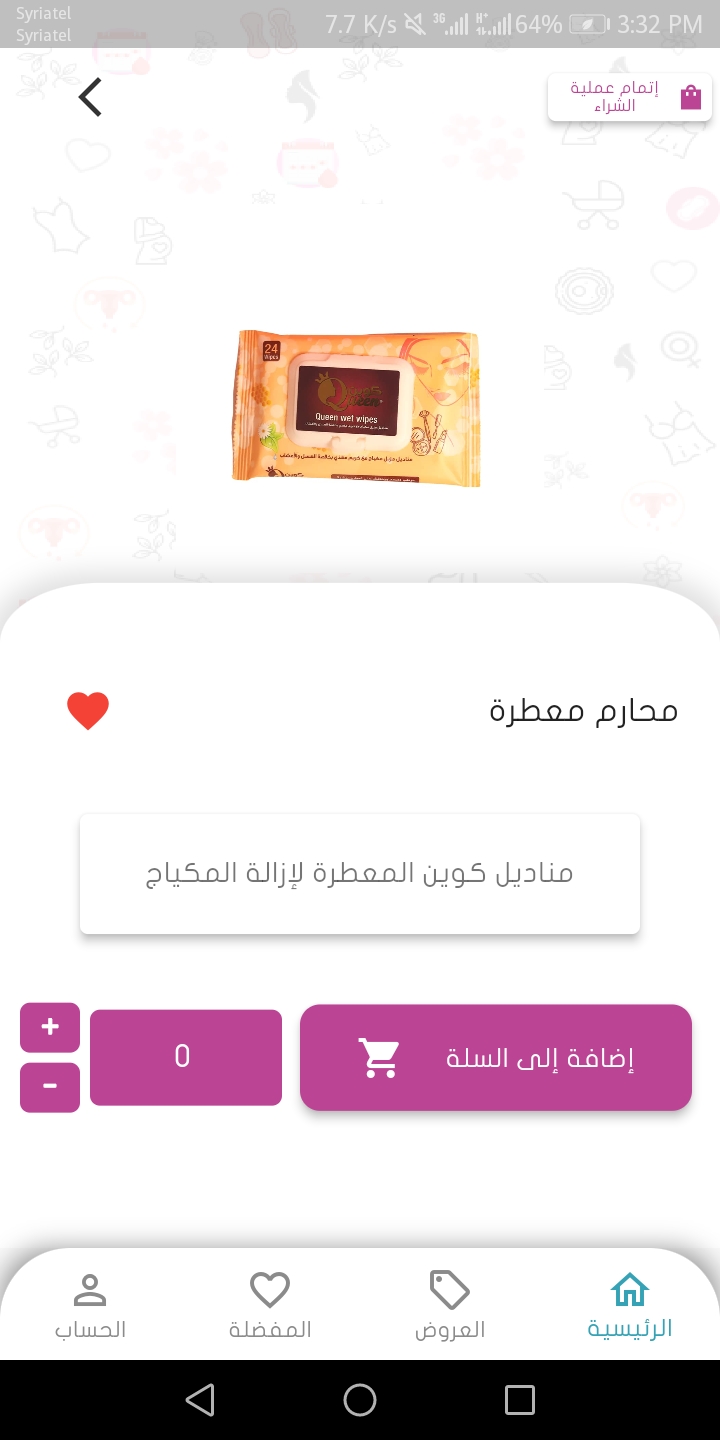 Syriatel
Syriatel
7.7 K/s 3G H+ 64% 3:32 PM
إتمام عملية
الشراء
24
Wipes
Queen
Queen wet wipes
محارم معطرة
مناديل كوين المعطرة لإزالة المكياج
+
0
إضافة إلى السلة
-
الرئيسية
العروض
المفضلة
الحساب